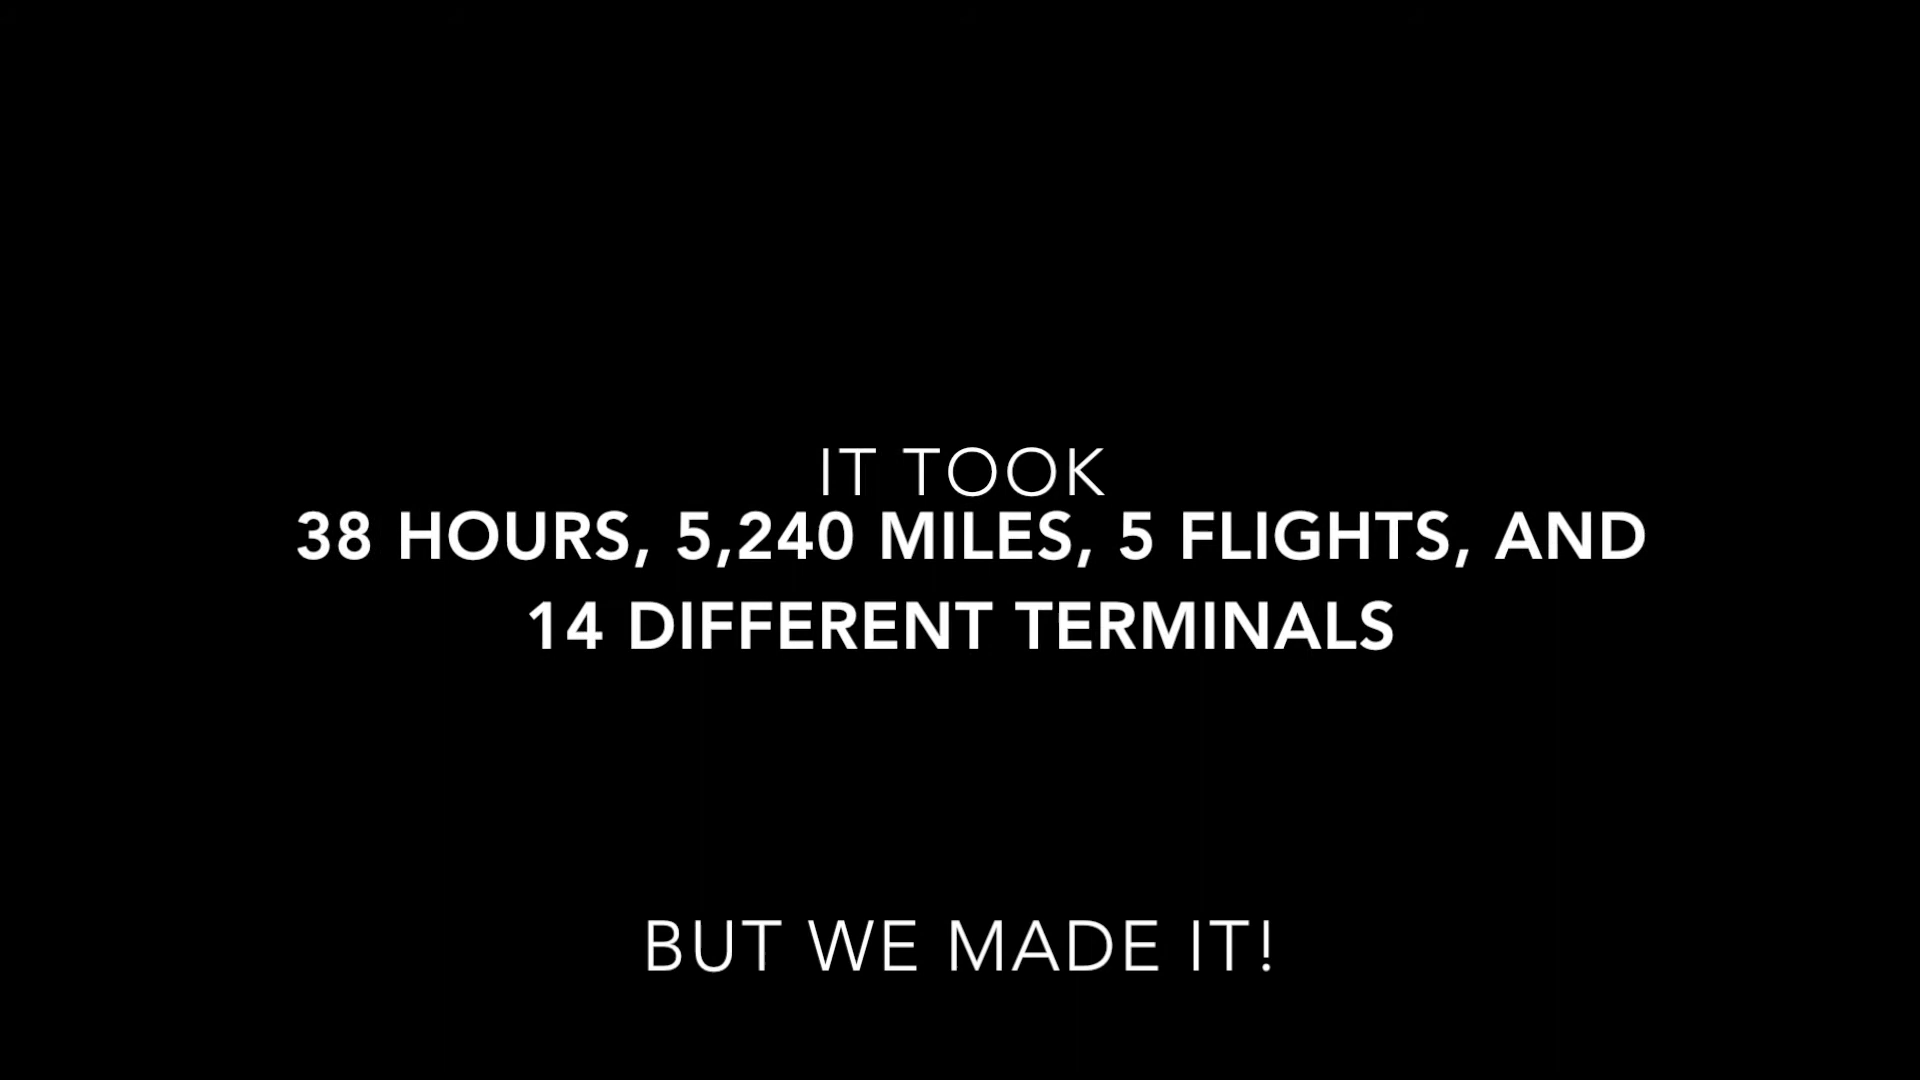 IT TOOK
38 HOURS, 5,240 MILES, 5 FLIGHTS, AND
14 DIFFERENT TERMINALS
BUT WE MADE IT!